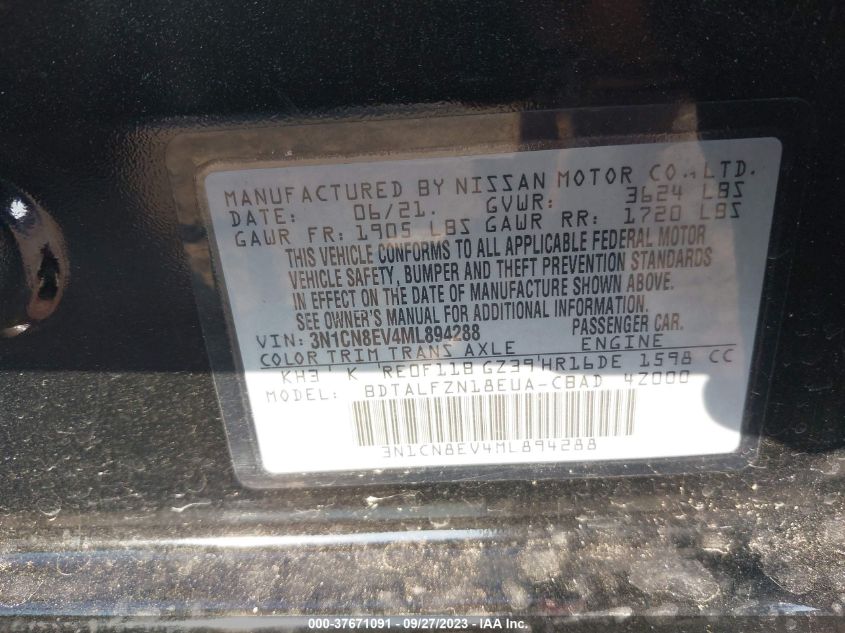 MANUFACTURED BY NISSAN MOTOR CO., LTD.
DATE: 06/21. GVWR: 3624 LBS
GAWR FR: 1905 LBS GAWR RR: 1720 LBS
THIS VEHICLE CONFORMS TO ALL APPLICABLE FEDERAL MOTOR
VEHICLE SAFETY, BUMPER AND THEFT PREVENTION STANDARDS
IN EFFECT ON THE DATE OF MANUFACTURE SHOWN ABOVE.
SEE OWNER'S MANUAL FOR ADDITIONAL INFORMATION.
VIN: 3N1CN8EV4ML894288 PASSENGER CAR.
COLOR TRIM TRANS AXLE ENGINE
KH3 K RE0F11B GZ39 HR16DE 1598 CC
MODEL: BDTALFZN18EUA-CBAD 4Z000
3N1CN8EV4ML894288
000-37671091 - 09/27/2023 - IAA Inc.